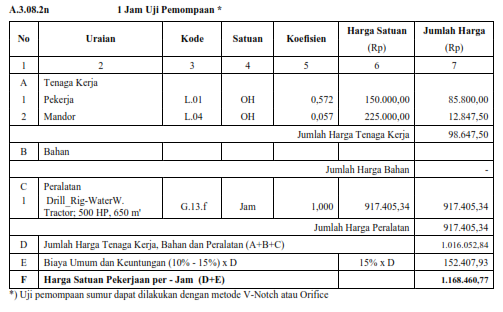 A.3.08.2n 1 Jam Uji Pemompaan *
No Uraian Kode Satuan Koefisien Harga Satuan (Rp) Jumlah Harga (Rp)
1 2 3 4 5 6 7
A Tenaga Kerja
1 Pekerja L.01 OH 0,572 150.000,00 85.800,00
2 Mandor L.04 OH 0,057 225.000,00 12.847,50
Jumlah Harga Tenaga Kerja 98.647,50
B Bahan
Jumlah Harga Bahan -
C Peralatan
1 Drill_Rig-WaterW. Tractor; 500 HP, 650 m' G.13.f Jam 1,000 917.405,34 917.405,34
Jumlah Harga Peralatan 917.405,34
D Jumlah Harga Tenaga Kerja, Bahan dan Peralatan (A+B+C) 1.016.052,84
E Biaya Umum dan Keuntungan (10% - 15%) x D 15% x D 152.407,93
F Harga Satuan Pekerjaan per - Jam (D+E) 1.168.460,77
*) Uji pemompaan sumur dapat dilakukan dengan metode V-Notch atau Orifice